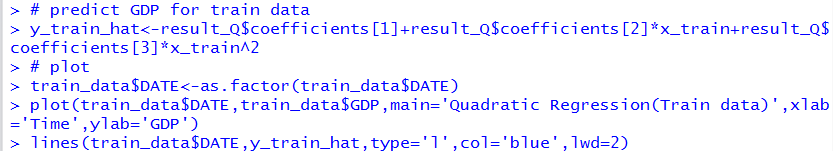 > # predict GDP for train data
> y_train_hat<-result_Q$coefficients[1]+result_Q$coefficients[2]*x_train+result_Q$
coefficients[3]*x_train^2
> # plot
> train_data$DATE<-as.factor(train_data$DATE)
> plot(train_data$DATE,train_data$GDP,main='Quadratic Regression(Train data)',xlab
='Time',ylab='GDP')
> lines(train_data$DATE,y_train_hat,type='l',col='blue',lwd=2)